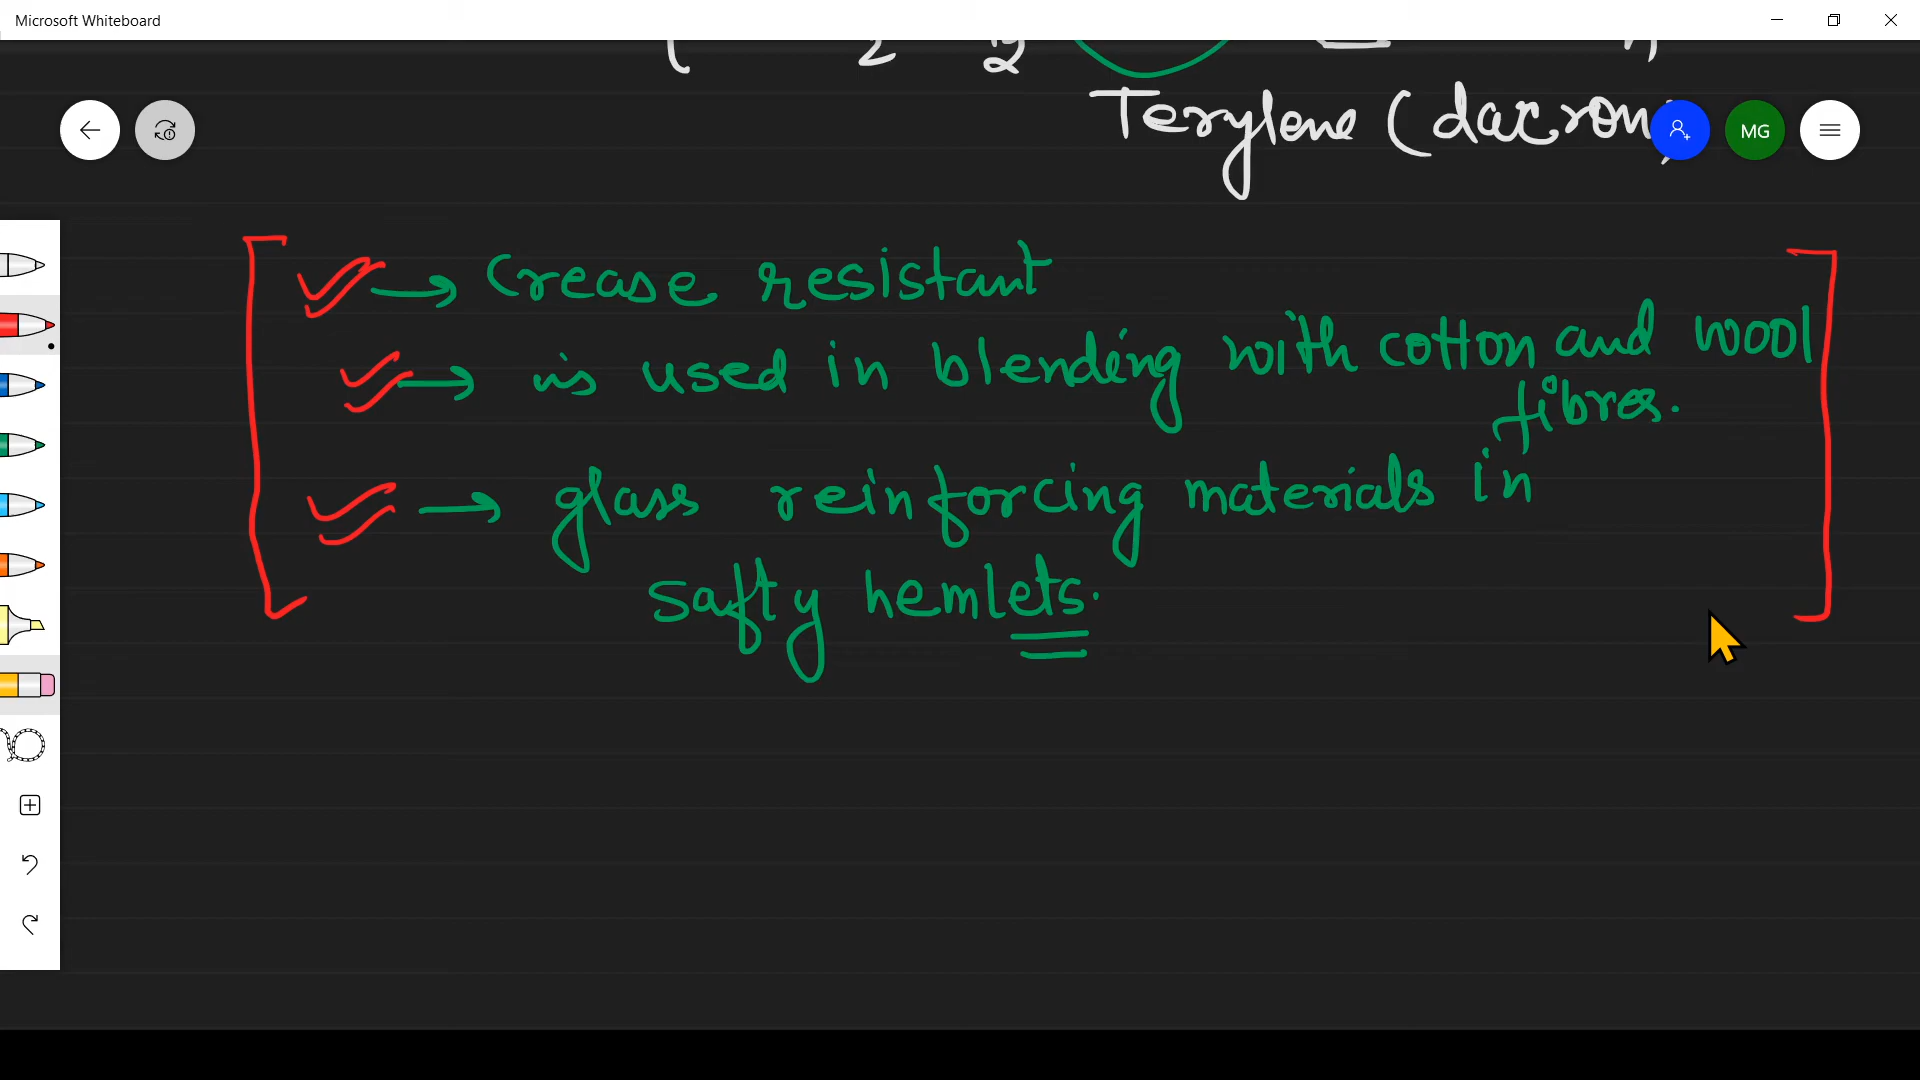 Microsoft Whiteboard
Terylene (dacron)
MG
→ Crease resistant
→ is used in blending with cotton and wool
fibres.
→ glass reinforcing materials in
safty hemlets.